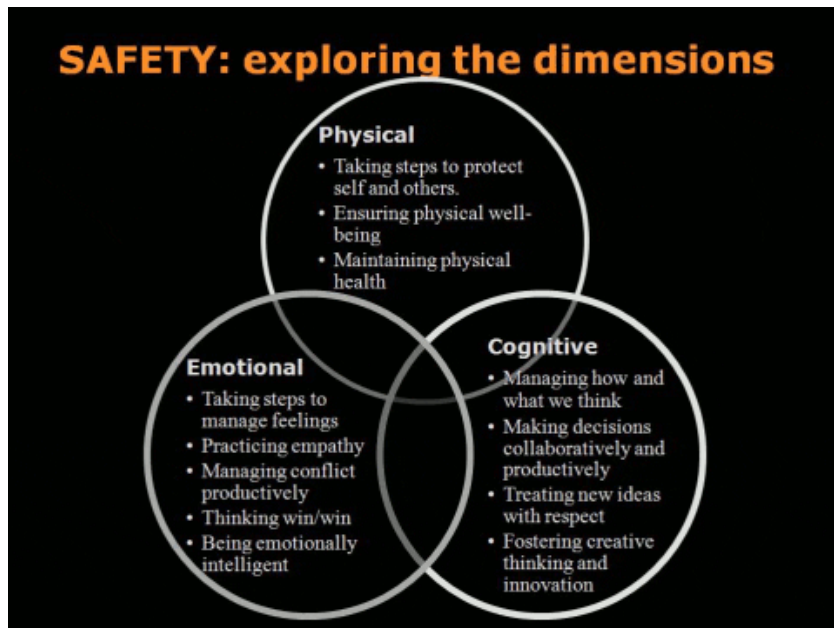 SAFETY: exploring the dimensions
Physical
• Taking steps to protect
self and others.
• Ensuring physical well-
being
• Maintaining physical
health
Emotional
• Taking steps to
manage feelings
• Practicing empathy
• Managing conflict
productively
• Thinking win/win
• Being emotionally
intelligent
Cognitive
• Managing how and
what we think
• Making decisions
collaboratively and
productively
• Treating new ideas
with respect
• Fostering creative
thinking and
innovation